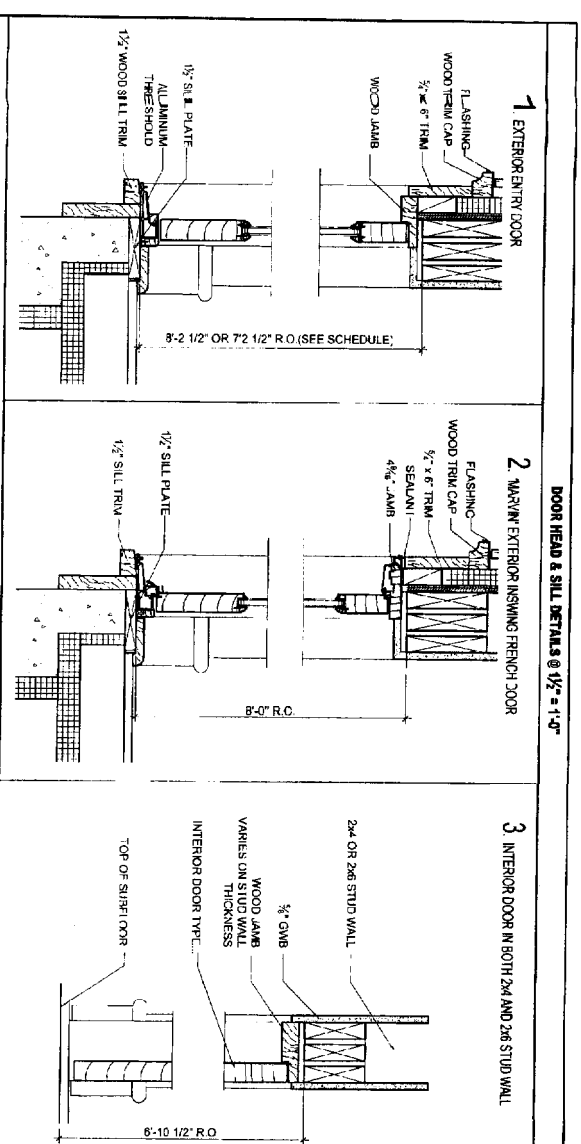 DOOR HEAD & SILL DETAILS @ 1½" = 1'-0"
1. EXTERIOR ENTRY DOOR
FLASHING
WOOD TRIM CAP
5/4" x 6" TRIM
WOOD JAMB
8'-2 1/2" OR 7'2 1/2" R.O.(SEE SCHEDULE)
1½" SILL PLATE
ALUMINUM
THRESHOLD
1½" WOOD SILL TRIM
2. 'MARVIN' EXTERIOR INSWING FRENCH DOOR
FLASHING
WOOD TRIM CAP
5/4" x 6" TRIM
SEALANT
4 9/16" JAMB
8'-0" R.O.
1½" SILL PLATE
1½" SILL TRIM
3. INTERIOR DOOR IN BOTH 2x4 AND 2x6 STUD WALL
2x4 OR 2x6 STUD WALL
5/8" GWB
WOOD JAMB
VARIES ON STUD WALL
THICKNESS
INTERIOR DOOR TYPE
6'-10 1/2" R.O
TOP OF SUBFLOOR